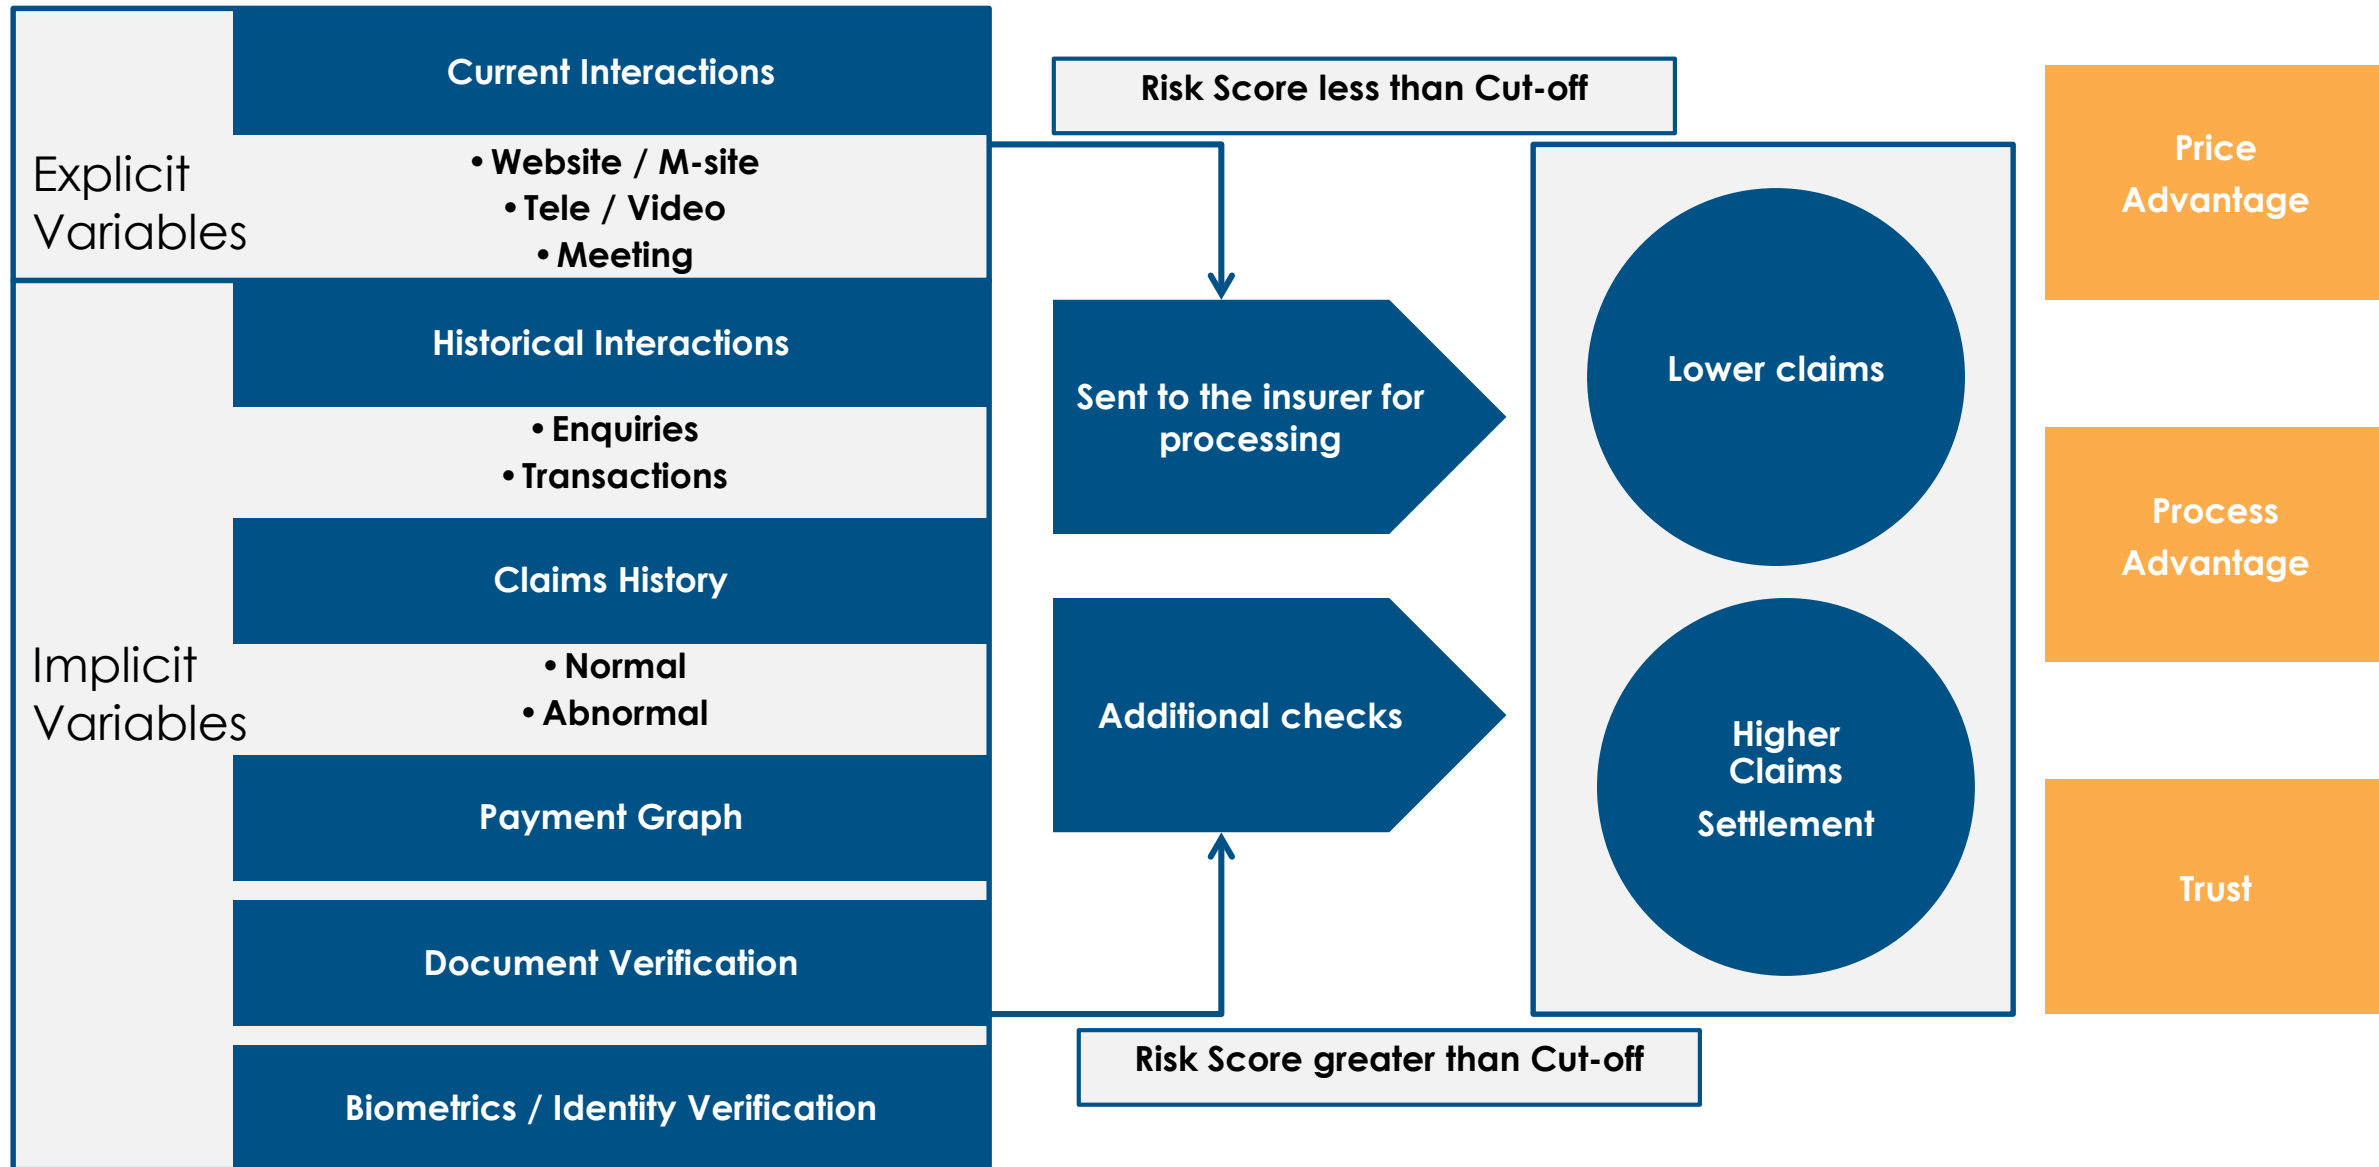 Explicit
Variables
Current Interactions
• Website / M-site
• Tele / Video
• Meeting
Implicit
Variables
Historical Interactions
• Enquiries
• Transactions
Claims History
• Normal
• Abnormal
Payment Graph
Document Verification
Biometrics / Identity Verification
Risk Score less than Cut-off
Sent to the insurer for
processing
Additional checks
Risk Score greater than Cut-off
Lower claims
Higher
Claims
Settlement
Price
Advantage
Process
Advantage
Trust